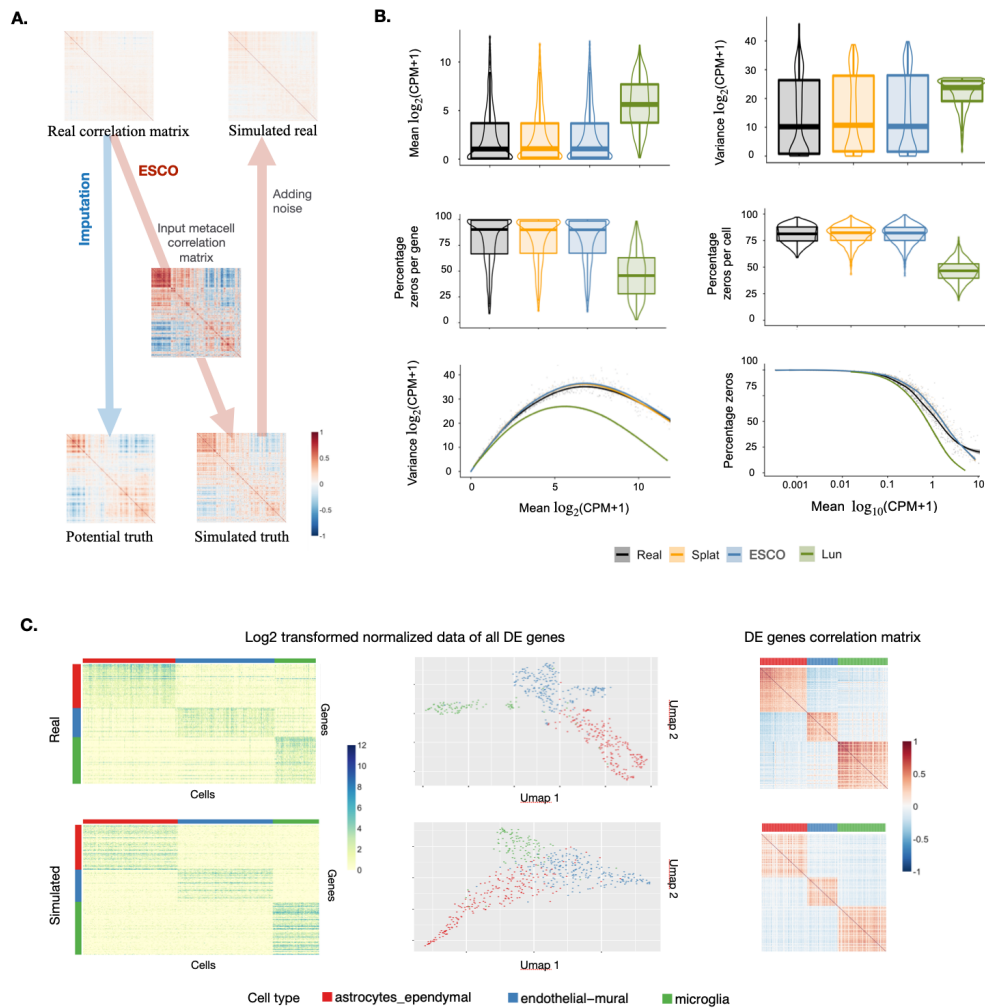 A.
Real correlation matrix
Simulated real
ESCO
Imputation
Adding
noise
Input metacell
correlation
matrix
1
0.5
0
-0.5
-1
Potential truth
Simulated truth
B.
Mean log2(CPM+1)
10
5
0
Variance log2(CPM+1)
40
30
20
10
0
Percentage
zeros per gene
100
75
50
25
0
Percentage
zeros per cell
100
75
50
25
0
Variance log2(CPM+1)
40
30
20
10
0
0
5
10
Mean log2(CPM+1)
Percentage zeros
100
75
50
25
0
0.001
0.01
0.1
1
10
Mean log10(CPM+1)
Real
Splat
ESCO
Lun
C.
Log2 transformed normalized data of all DE genes
DE genes correlation matrix
Real
Genes
Cells
Umap 2
Umap 1
12
10
8
6
4
2
0
1
0.5
0
-0.5
-1
Simulated
Genes
Cells
Umap 2
Umap 1
Cell type
astrocytes_ependymal
endothelial-mural
microglia